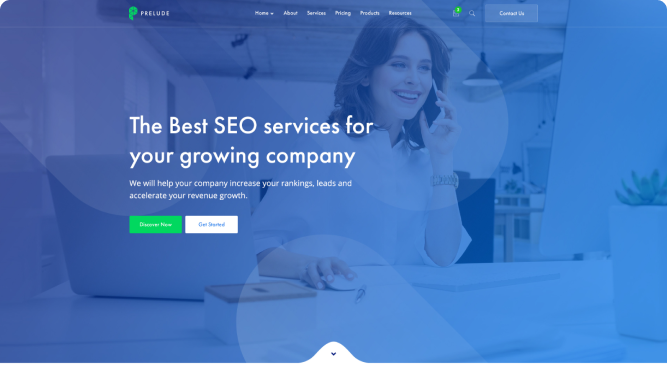 PRELUDE
Home About Services Pricing Products Resources
Contact Us
The Best SEO services for
your growing company
We will help your company increase your rankings, leads and
accelerate your revenue growth.
Discover Now Get Started